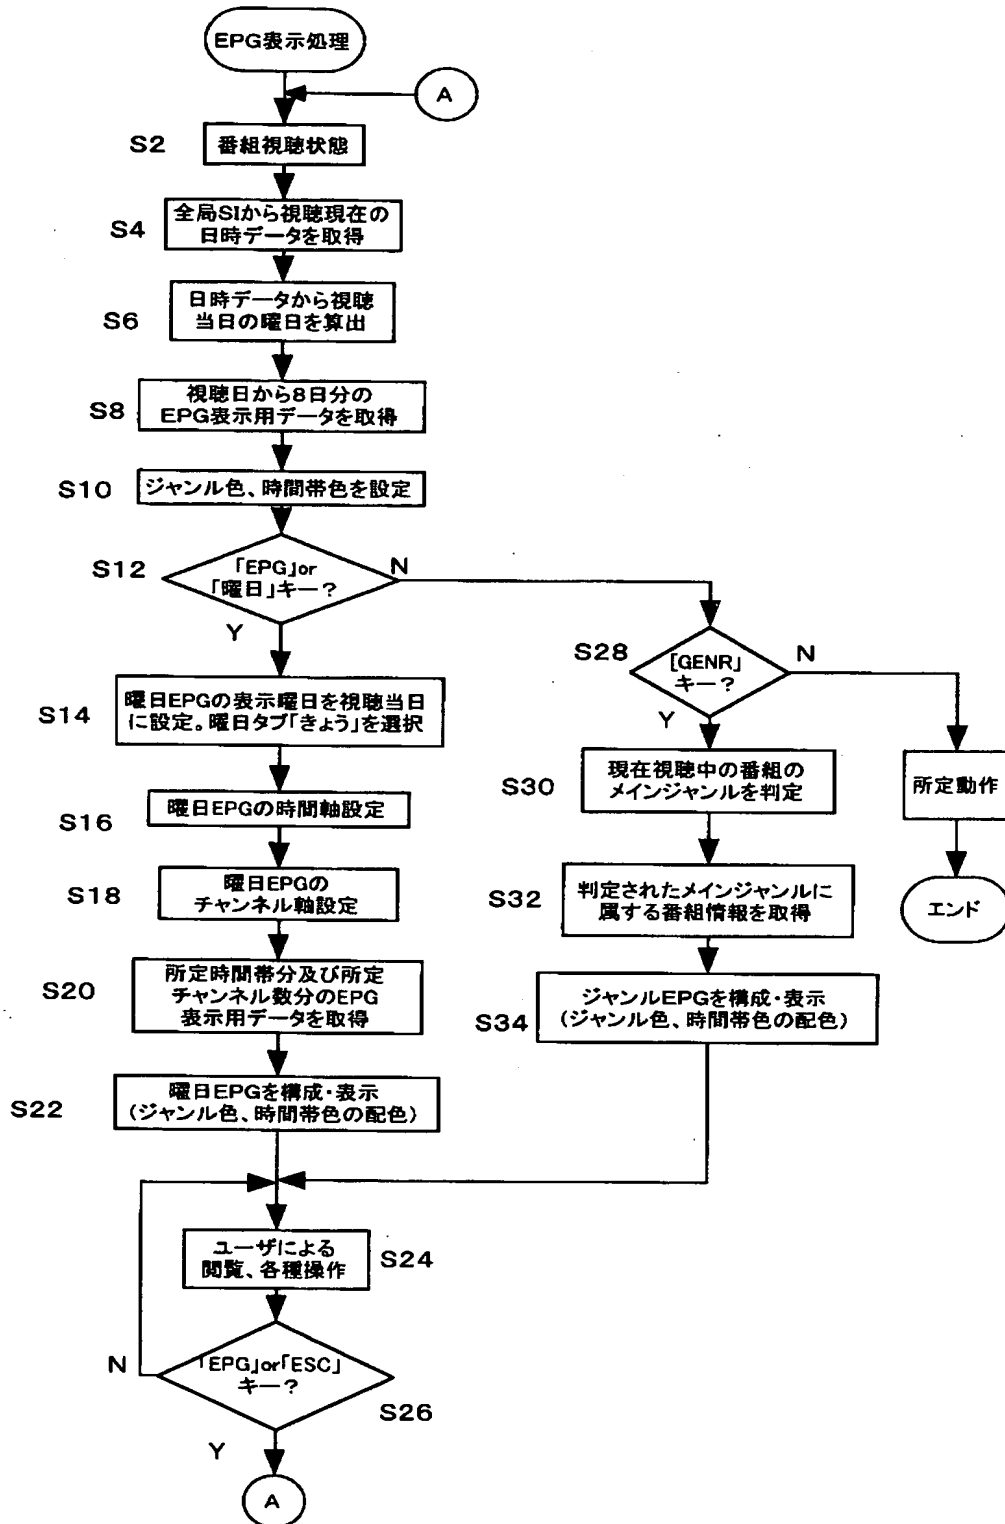 EPG表示処理
A
S2
番組視聴状態
S4
全局SIから視聴現在の
日時データを取得
S6
日時データから視聴
当日の曜日を算出
S8
視聴日から8日分の
EPG表示用データを取得
S10
ジャンル色、時間帯色を設定
S12
「EPG」or
「曜日」キー?
N
Y
S28
[GENR」
キー?
N
Y
S14
曜日EPGの表示曜日を視聴当日
に設定。曜日タブ「きょう」を選択
S30
現在視聴中の番組の
メインジャンルを判定
所定動作
S16
曜日EPGの時間軸設定
S18
曜日EPGの
チャンネル軸設定
S32
判定されたメインジャンルに
属する番組情報を取得
エンド
S20
所定時間帯分及び所定
チャンネル数分のEPG
表示用データを取得
S34
ジャンルEPGを構成・表示
(ジャンル色、時間帯色の配色)
S22
曜日EPGを構成・表示
(ジャンル色、時間帯色の配色)
ユーザによる
閲覧、各種操作
S24
N
「EPG」or「ESC」
キー?
S26
Y
A